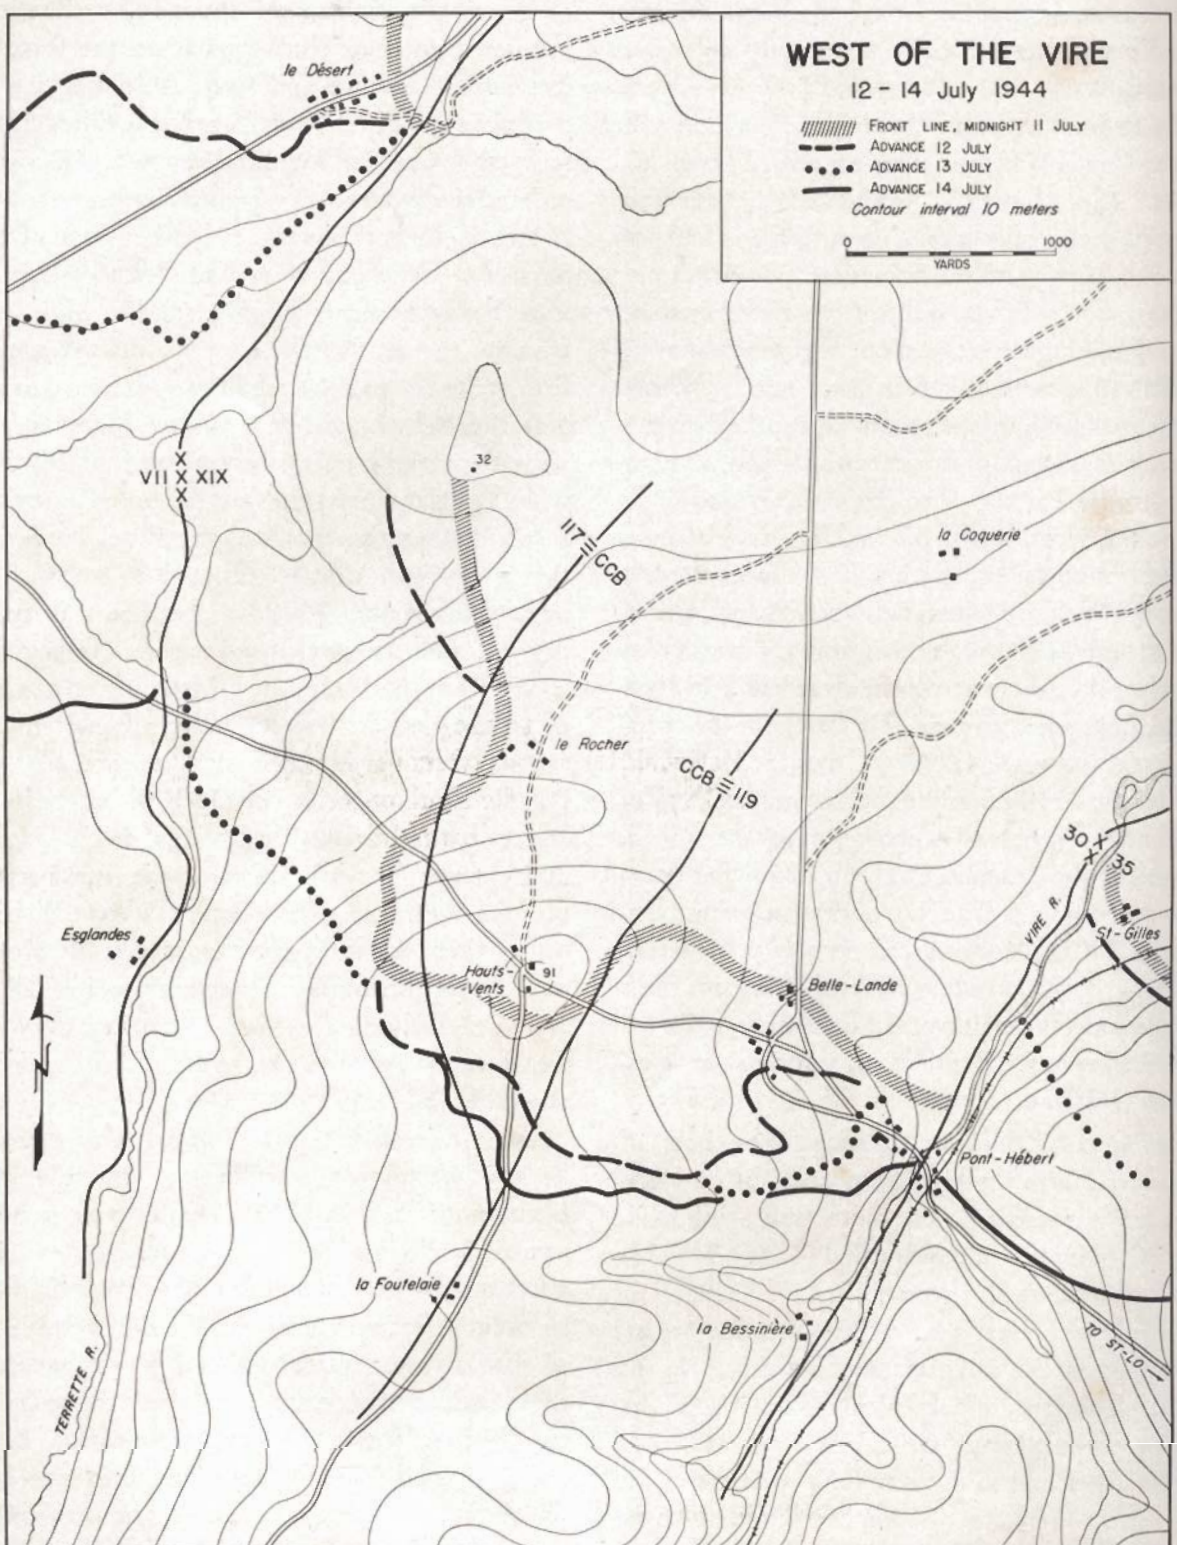 WEST OF THE VIRE
12 - 14 July 1944
FRONT LINE, MIDNIGHT 11 JULY
ADVANCE 12 JULY
ADVANCE 13 JULY
ADVANCE 14 JULY
Contour interval 10 meters
0 1000
YARDS
le Désert
32
VII XXX XIX
117 CCB
la Coquerie
le Rocher
CCB 119
30 XX 35
VIRE R.
St-Gilles
Esglandes
Hauts-
Vents
91
Belle-Lande
N
Pont-Hébert
la Foutelaie
la Bessinière
TO ST-LO
TERRETTE R.